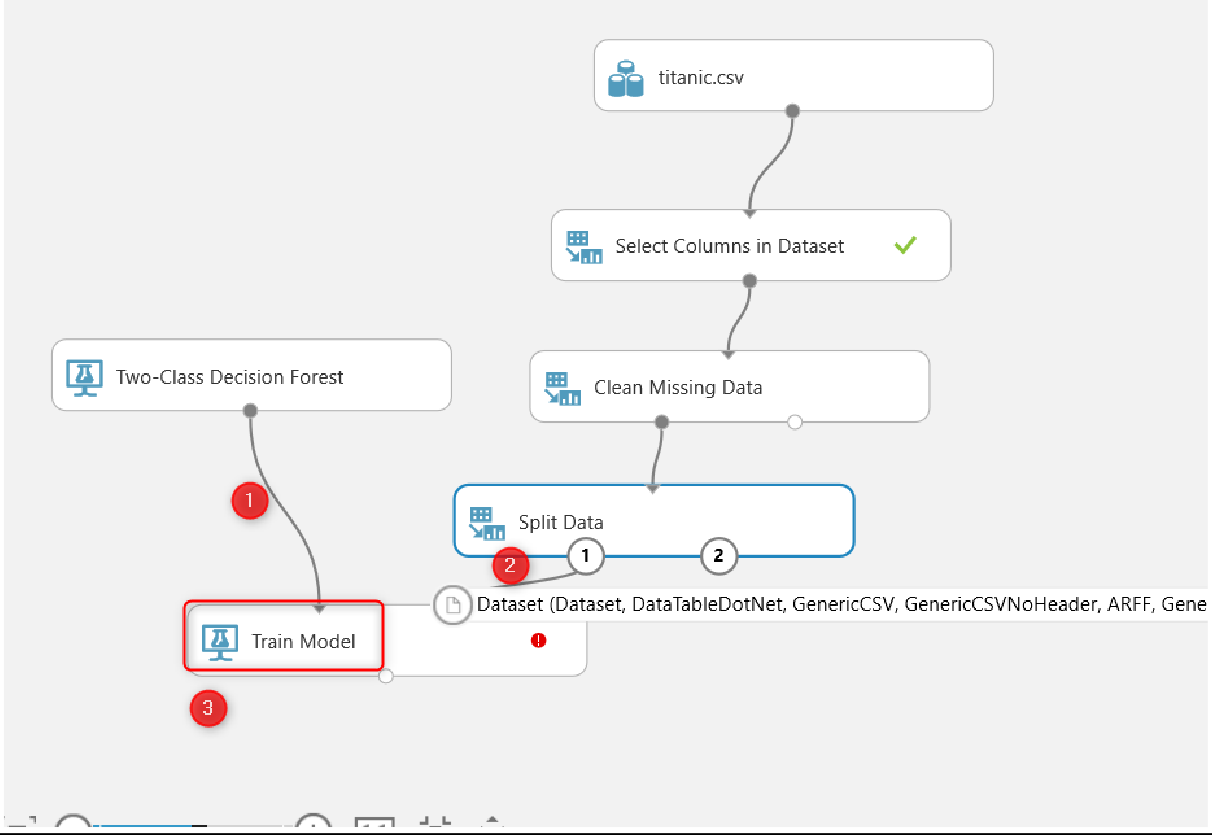 titanic.csv
Select Columns in Dataset
Two-Class Decision Forest
Clean Missing Data
1
Split Data
2
1
2
Dataset (Dataset, DataTableDotNet, GenericCSV, GenericCSVNoHeader, ARFF, Gene
Train Model
!
3